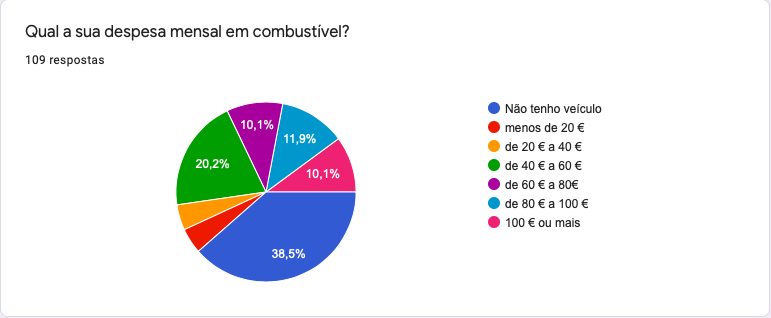 Qual a sua despesa mensal em combustível?
109 respostas
Não tenho veículo
menos de 20 €
de 20 € a 40 €
de 40 € a 60 €
de 60 € a 80€
de 80 € a 100 €
100 € ou mais
10,1%
11,9%
20,2%
10,1%
38,5%